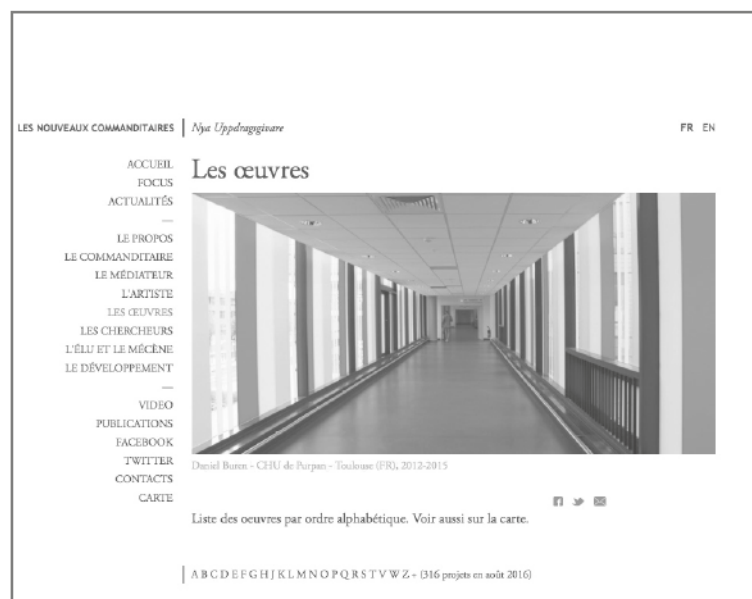 LES NOUVEAUX COMMANDITAIRES | Nya Uppdragsgivare FR EN
ACCUEIL
FOCUS
ACTUALITÉS
—
LE PROPOS
LE COMMANDITAIRE
LE MÉDIATEUR
L'ARTISTE
LES ŒUVRES
LES CHERCHEURS
L'ÉLU ET LE MÉCÈNE
LE DÉVELOPPEMENT
—
VIDEO
PUBLICATIONS
FACEBOOK
TWITTER
CONTACTS
CARTE
Les œuvres
Daniel Buren - CHU de Purpan - Toulouse (FR), 2012-2015
Liste des oeuvres par ordre alphabétique. Voir aussi sur la carte.
A B C D E F G H J K L M N O P Q R S T V W Z + (316 projets en août 2016)